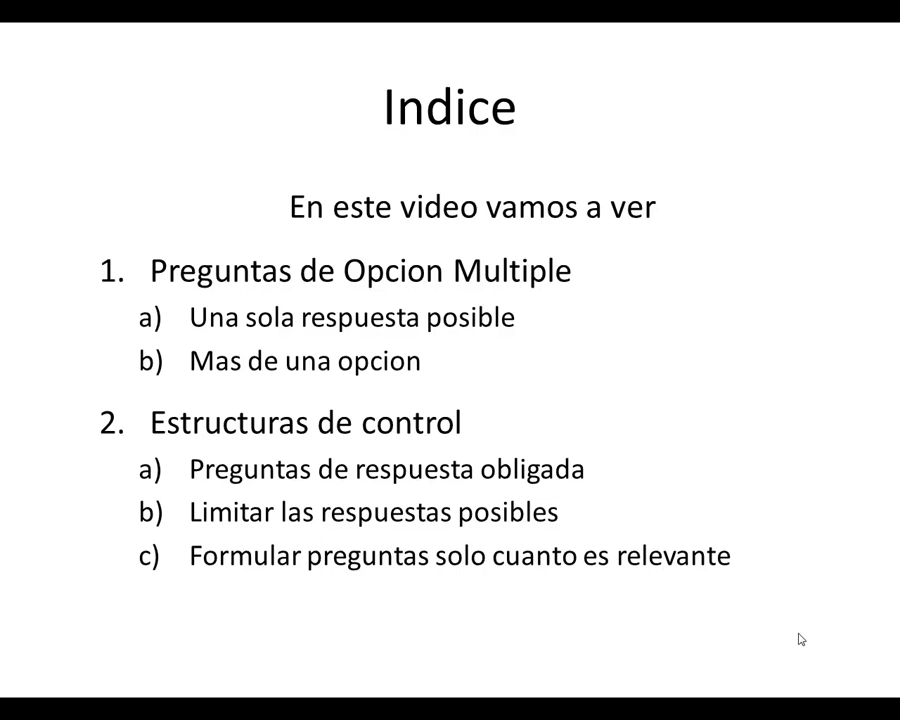 Indice
En este video vamos a ver
1. Preguntas de Opcion Multiple
a) Una sola respuesta posible
b) Mas de una opcion
2. Estructuras de control
a) Preguntas de respuesta obligada
b) Limitar las respuestas posibles
c) Formular preguntas solo cuanto es relevante